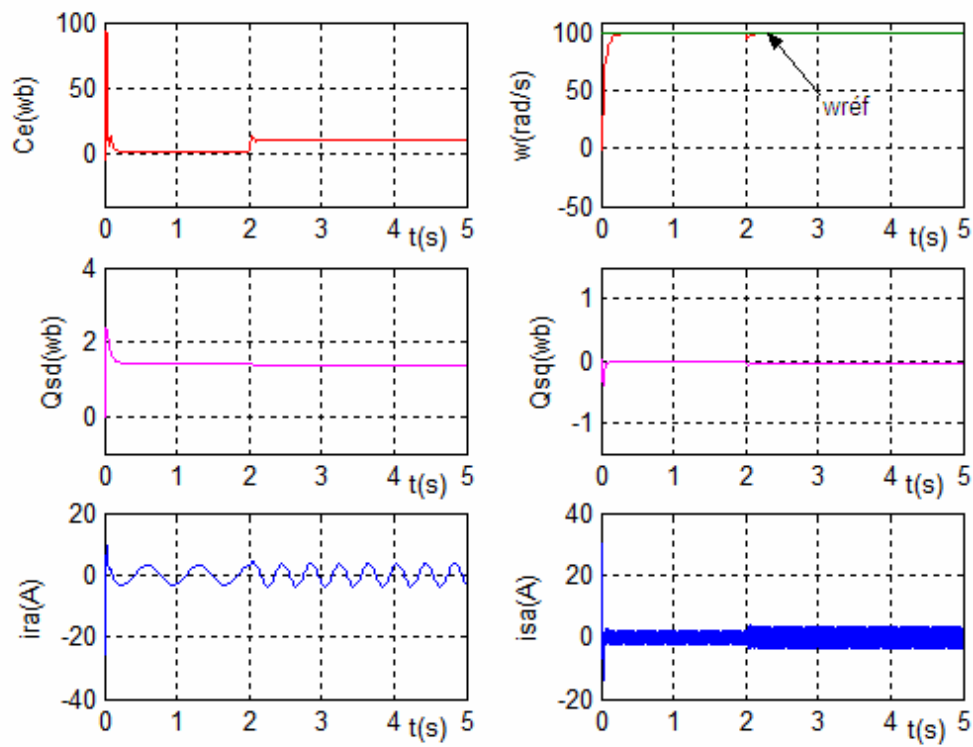 Ce(wb)
100
50
0
0 1 2 3 4 5
t(s)
w(rad/s)
100
50
0
-50
wréf
0 1 2 3 4 5
t(s)
Qsd(wb)
4
2
0
0 1 2 3 4 5
t(s)
Qsq(wb)
1
0
-1
0 1 2 3 4 5
t(s)
ira(A)
20
0
-20
-40
0 1 2 3 4 5
t(s)
isa(A)
40
20
0
-20
0 1 2 3 4 5
t(s)